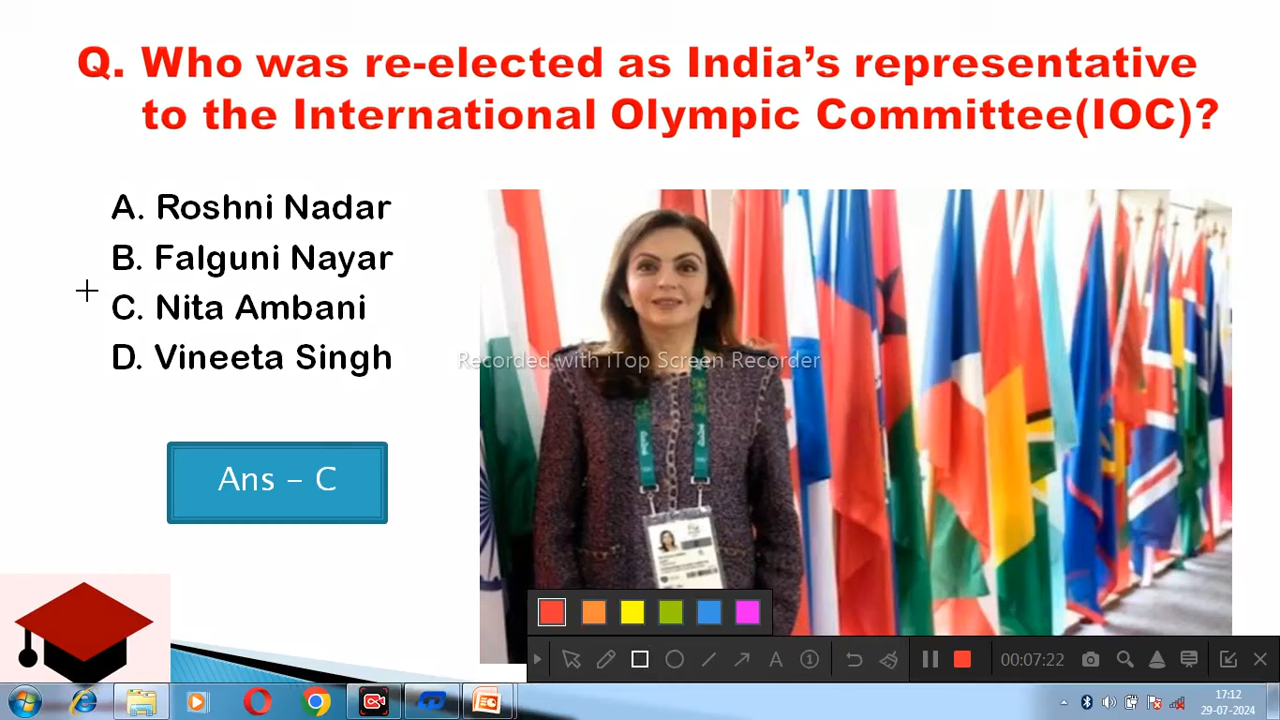 Q. Who was re-elected as India's representative
to the International Olympic Committee(IOC)?
A. Roshni Nadar
B. Falguni Nayar
C. Nita Ambani
D. Vineeta Singh
Recorded with iTop Screen Recorder
Ans – C
00:07:22
17:12
29-07-2024